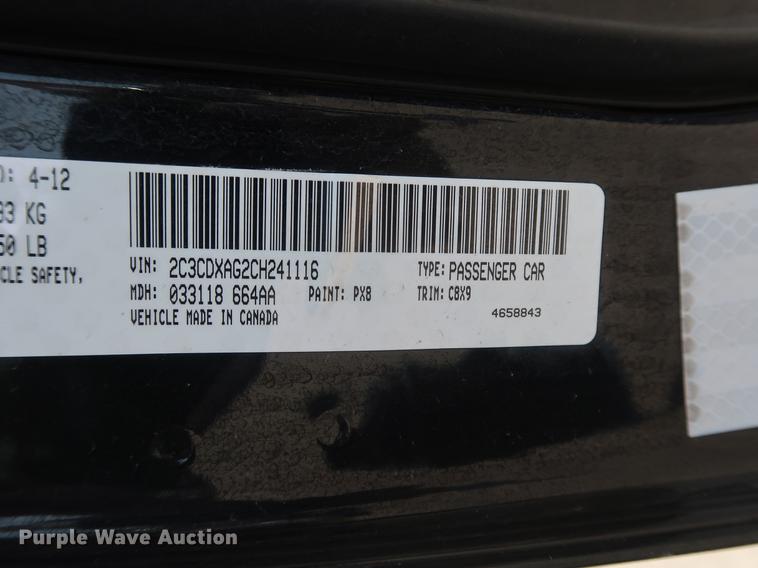 4-12
KG
LB
SAFETY,
VIN: 2C3CDXAG2CH241116 TYPE: PASSENGER CAR
MDH: 033118 664AA PAINT: PX8 TRIM: C8X9
VEHICLE MADE IN CANADA 4658843
Purple Wave Auction